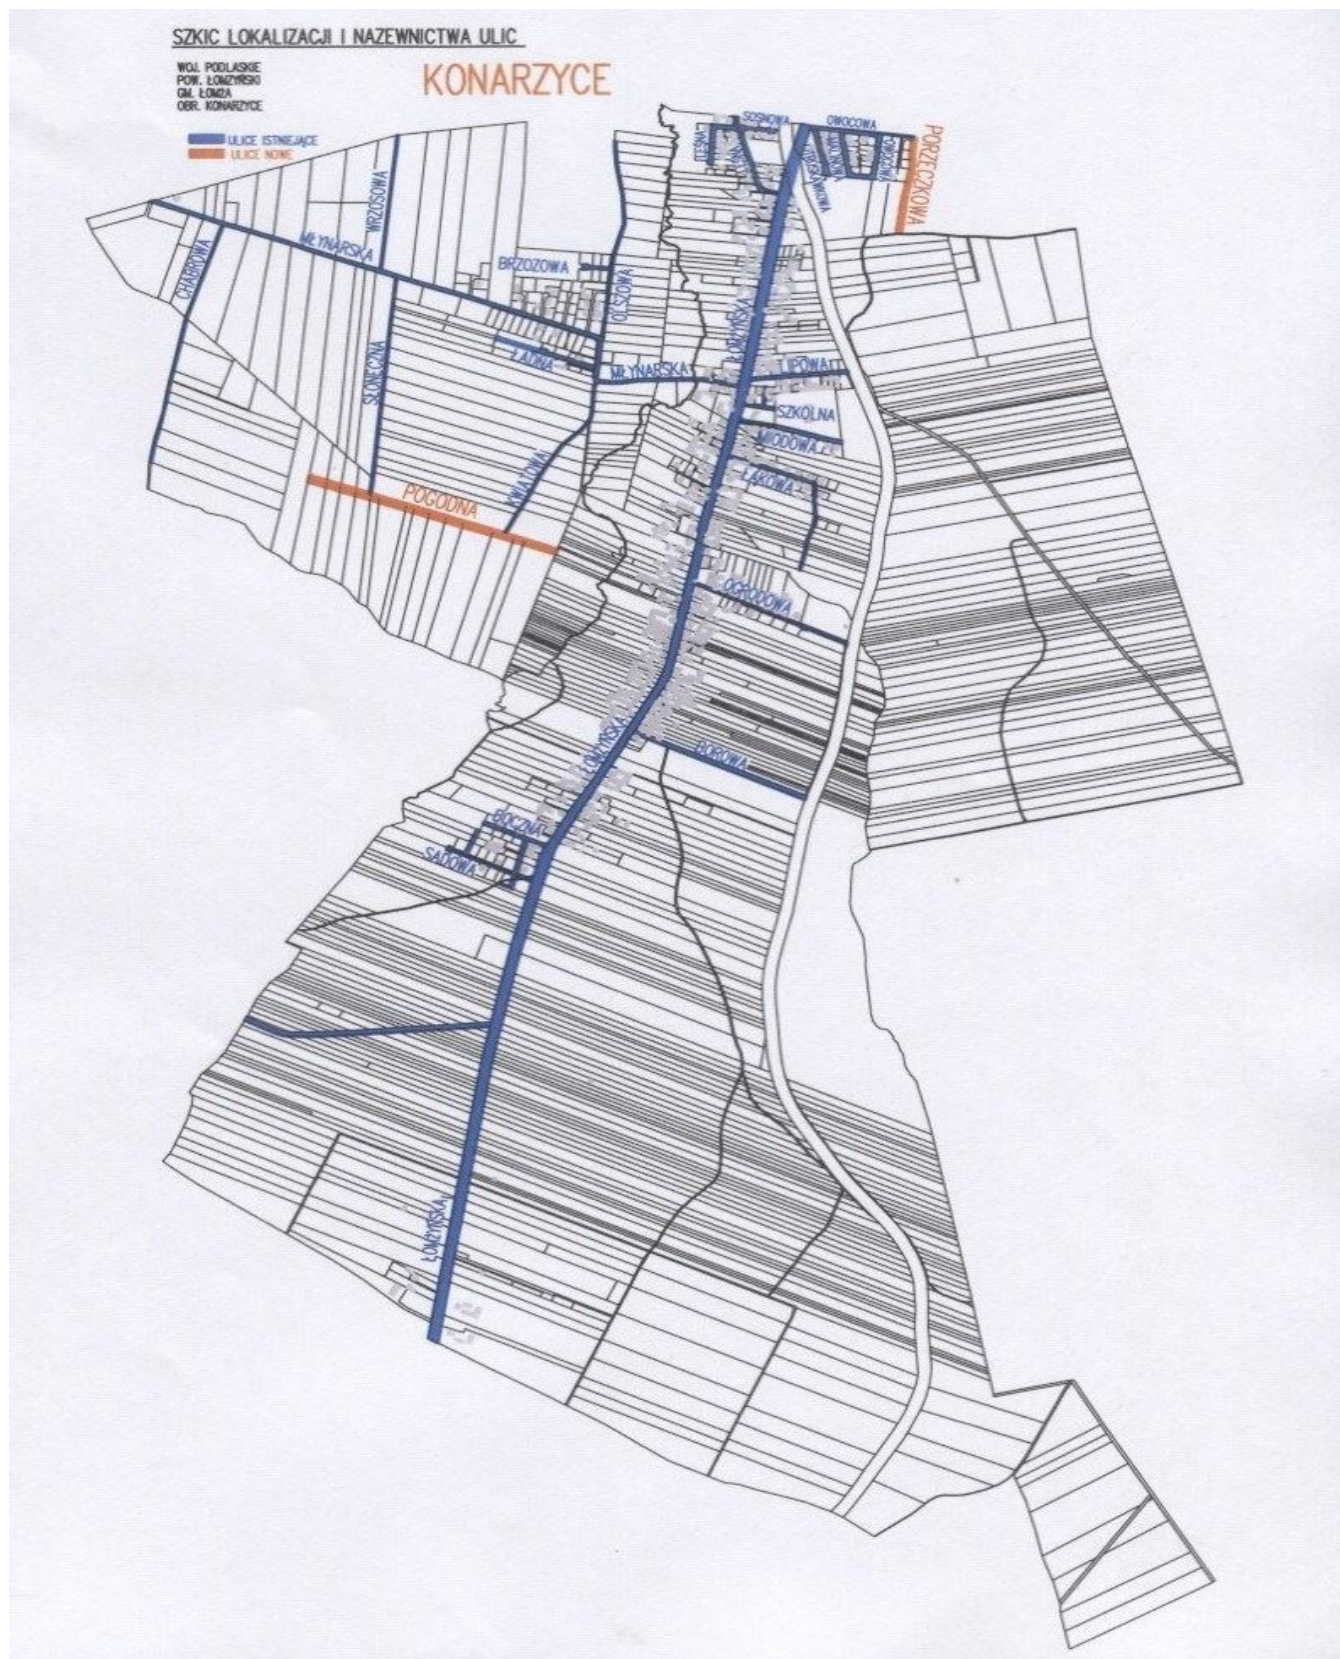 SZKIC LOKALIZACJI I NAZEWNICTWA ULIC
WOJ. PODLASKIE
POW. ŁOMŻYŃSKI
GM. ŁOMŻA
OBR. KONARZYCE
KONARZYCE
ULICE ISTNIEJĄCE
ULICE NOWE
SOSNOWA
OWOCOWA
LEŚNA
OWOCOWA
PORZECZKOWA
WRZOSOWA
MŁYNARSKA
CHABROWA
BRZOZOWA
OLSZOWA
ŁOMŻYŃSKA
ŁADNA
MŁYNARSKA
LIPOWA
SŁONECZNA
SZKOLNA
MIODOWA
ŁĄKOWA
KWIATOWA
POGODNA
OGRODOWA
ŁOMŻYŃSKA
BOROWA
BOCZNA
SADOWA
ŁOMŻYŃSKA